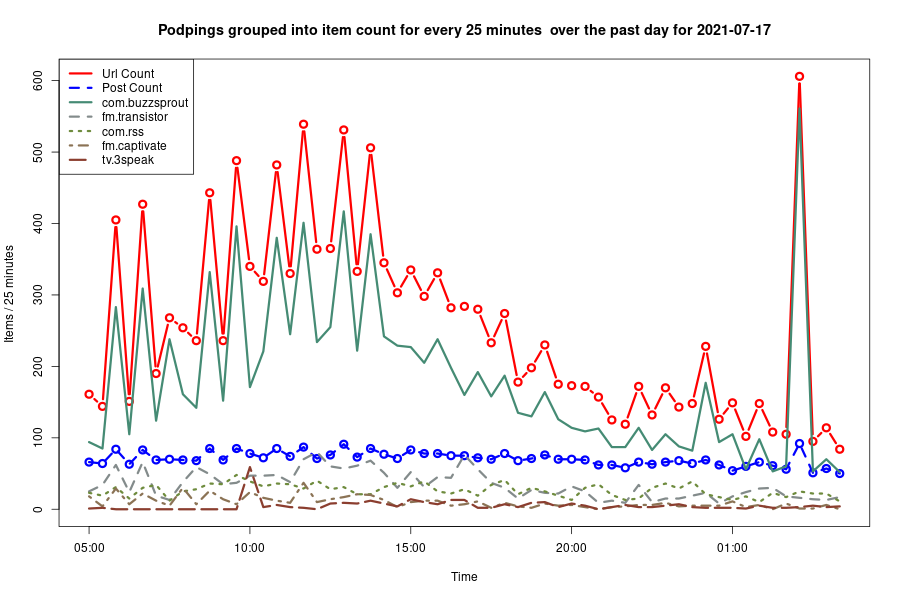 Podpings grouped into item count for every 25 minutes  over the past day for 2021-07-17
Url Count
Post Count
com.buzzsprout
fm.transistor
com.rss
fm.captivate
tv.3speak
Items / 25 minutes
600
500
400
300
200
100
0
05:00 10:00 15:00 20:00 01:00
Time